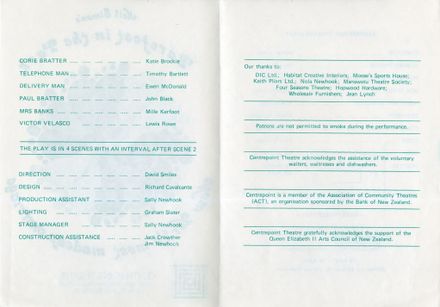 CORIE BRATTER ... ... ... ... ... Katie Brockie
TELEPHONE MAN ... ... ... ... Timothy Bartlett
DELIVERY MAN ... ... ... ... Ewen McDonald
PAUL BRATTER ... ... ... ... John Black
MRS BANKS ... ... ... ... ... Mille Kerfoot
VICTOR VELASCO ... ... ... Lewis Rowe
THE PLAY IS IN 4 SCENES WITH AN INTERVAL AFTER SCENE 2
DIRECTION ... ... ... ... ... David Smiles
DESIGN ... ... ... ... ... ... Richard Cavalcante
PRODUCTION ASSISTANT ... ... Sally Newhook
LIGHTING ... ... ... ... ... Graham Slater
STAGE MANAGER ... ... ... Sally Newhook
CONSTRUCTION ASSISTANCE ... ... Jack Crowther
Jim Newhook
Our thanks to:
DIC Ltd.; Habitat Creative Interiors; Moose's Sports House;
Keith Pliers Ltd.; Nola Newhook; Manawatu Theatre Society;
Four Seasons Theatre; Hopwood Hardware;
Wholesale Furnishers; Jean Lynch
Patrons are not permitted to smoke during the performance.
Centrepoint Theatre acknowledges the assistance of the voluntary
waiters, waitresses and dishwashers.
Centrepoint is a member of the Association of Community Theatres
(ACT), an organisation sponsored by the Bank of New Zealand.
Centrepoint Theatre gratefully acknowledges the support of the
Queen Elizabeth II Arts Council of New Zealand.